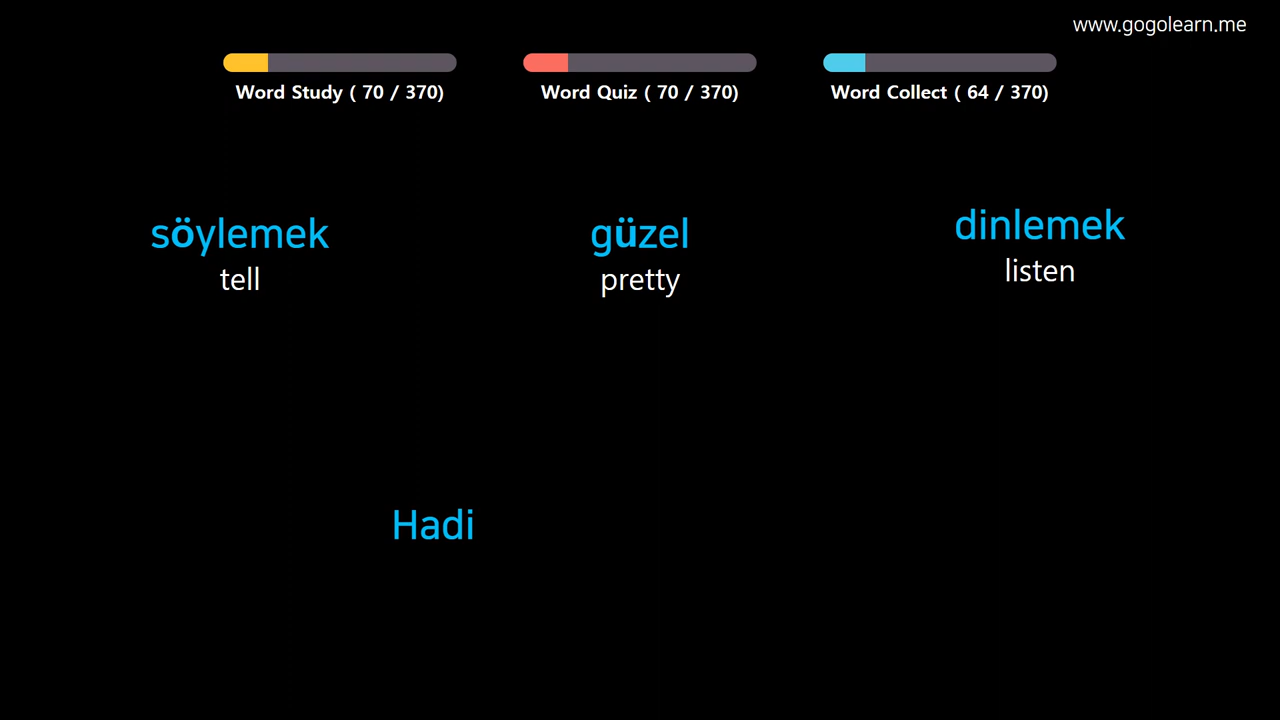 www.gogolearn.me
Word Study ( 70 / 370)
Word Quiz ( 70 / 370)
Word Collect ( 64 / 370)
söylemek
tell
güzel
pretty
dinlemek
listen
Hadi